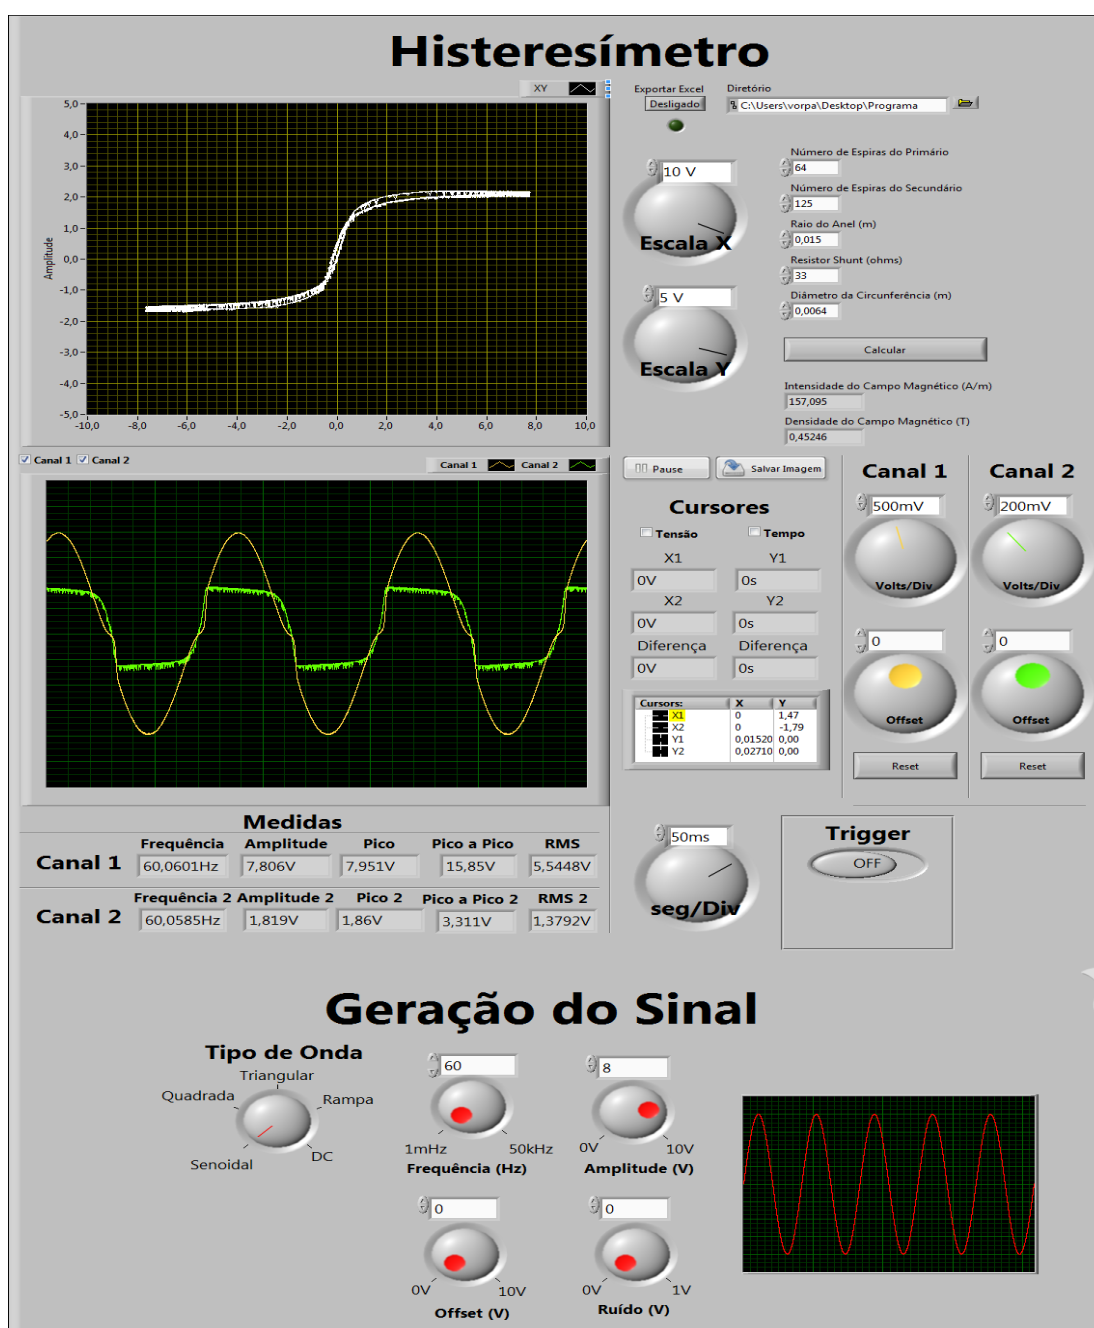 Histeresímetro
XY
Exportar Excel
Desligado
Diretório
C:\Users\vorpa\Desktop\Programa
5,0
4,0
3,0
2,0
1,0
0,0
-1,0
-2,0
-3,0
-4,0
-5,0
Amplitude
-10,0 -8,0 -6,0 -4,0 -2,0 0,0 2,0 4,0 6,0 8,0 10,0
10 V
Escala X
5 V
Escala Y
Número de Espiras do Primário
64
Número de Espiras do Secundário
125
Raio do Anel (m)
0,015
Resistor Shunt (ohms)
33
Diâmetro da Circunferência (m)
0,0064
Calcular
Intensidade do Campo Magnético (A/m)
157,095
Densidade do Campo Magnético (T)
0,45246
Canal 1 Canal 2
Canal 1 Canal 2
Pause
Salvar Imagem
Cursores
Tensão Tempo
X1 Y1
0V 0s
X2 Y2
0V 0s
Diferença Diferença
0V 0s
Cursors: X Y
X1 0 1,47
X2 0 -1,79
Y1 0,01520 0,00
Y2 0,02710 0,00
Canal 1 Canal 2
500mV 200mV
Volts/Div Volts/Div
0 0
Offset Offset
Reset Reset
Medidas
Frequência Amplitude Pico Pico a Pico RMS
Canal 1 60,0601Hz 7,806V 7,951V 15,85V 5,5448V
Frequência 2 Amplitude 2 Pico 2 Pico a Pico 2 RMS 2
Canal 2 60,0585Hz 1,819V 1,86V 3,311V 1,3792V
50ms
seg/Div
Trigger
OFF
Geração do Sinal
Tipo de Onda
Triangular
Quadrada
Rampa
Senoidal
DC
60
1mHz 50kHz
Frequência (Hz)
8
0V 10V
Amplitude (V)
0
0V 10V
Offset (V)
0
0V 1V
Ruído (V)